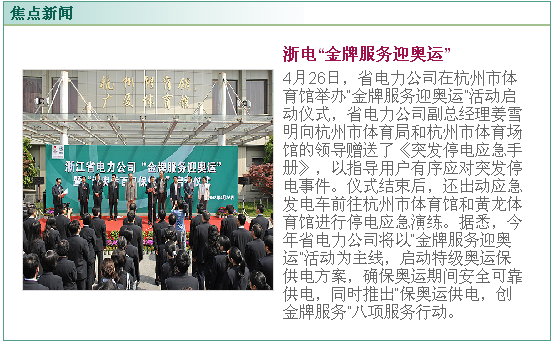 焦点新闻
浙电“金牌服务迎奥运”
4月26日，省电力公司在杭州市体
育馆举办“金牌服务迎奥运”活动启
动仪式，省电力公司副总经理姜雪
明向杭州市体育局和杭州市体育场
馆的领导赠送了《突发停电应急手
册》，以指导用户有序应对突发停
电事件。仪式结束后，还出动应急
发电车前往杭州市体育馆和黄龙体
育馆进行停电应急演练。据悉，今
年省电力公司将以“金牌服务迎奥
运”活动为主线，启动特级奥运保
供电方案，确保奥运期间安全可靠
供电，同时推出“保奥运供电，创
金牌服务”八项服务行动。
浙江省电力公司 “金牌服务迎奥运”